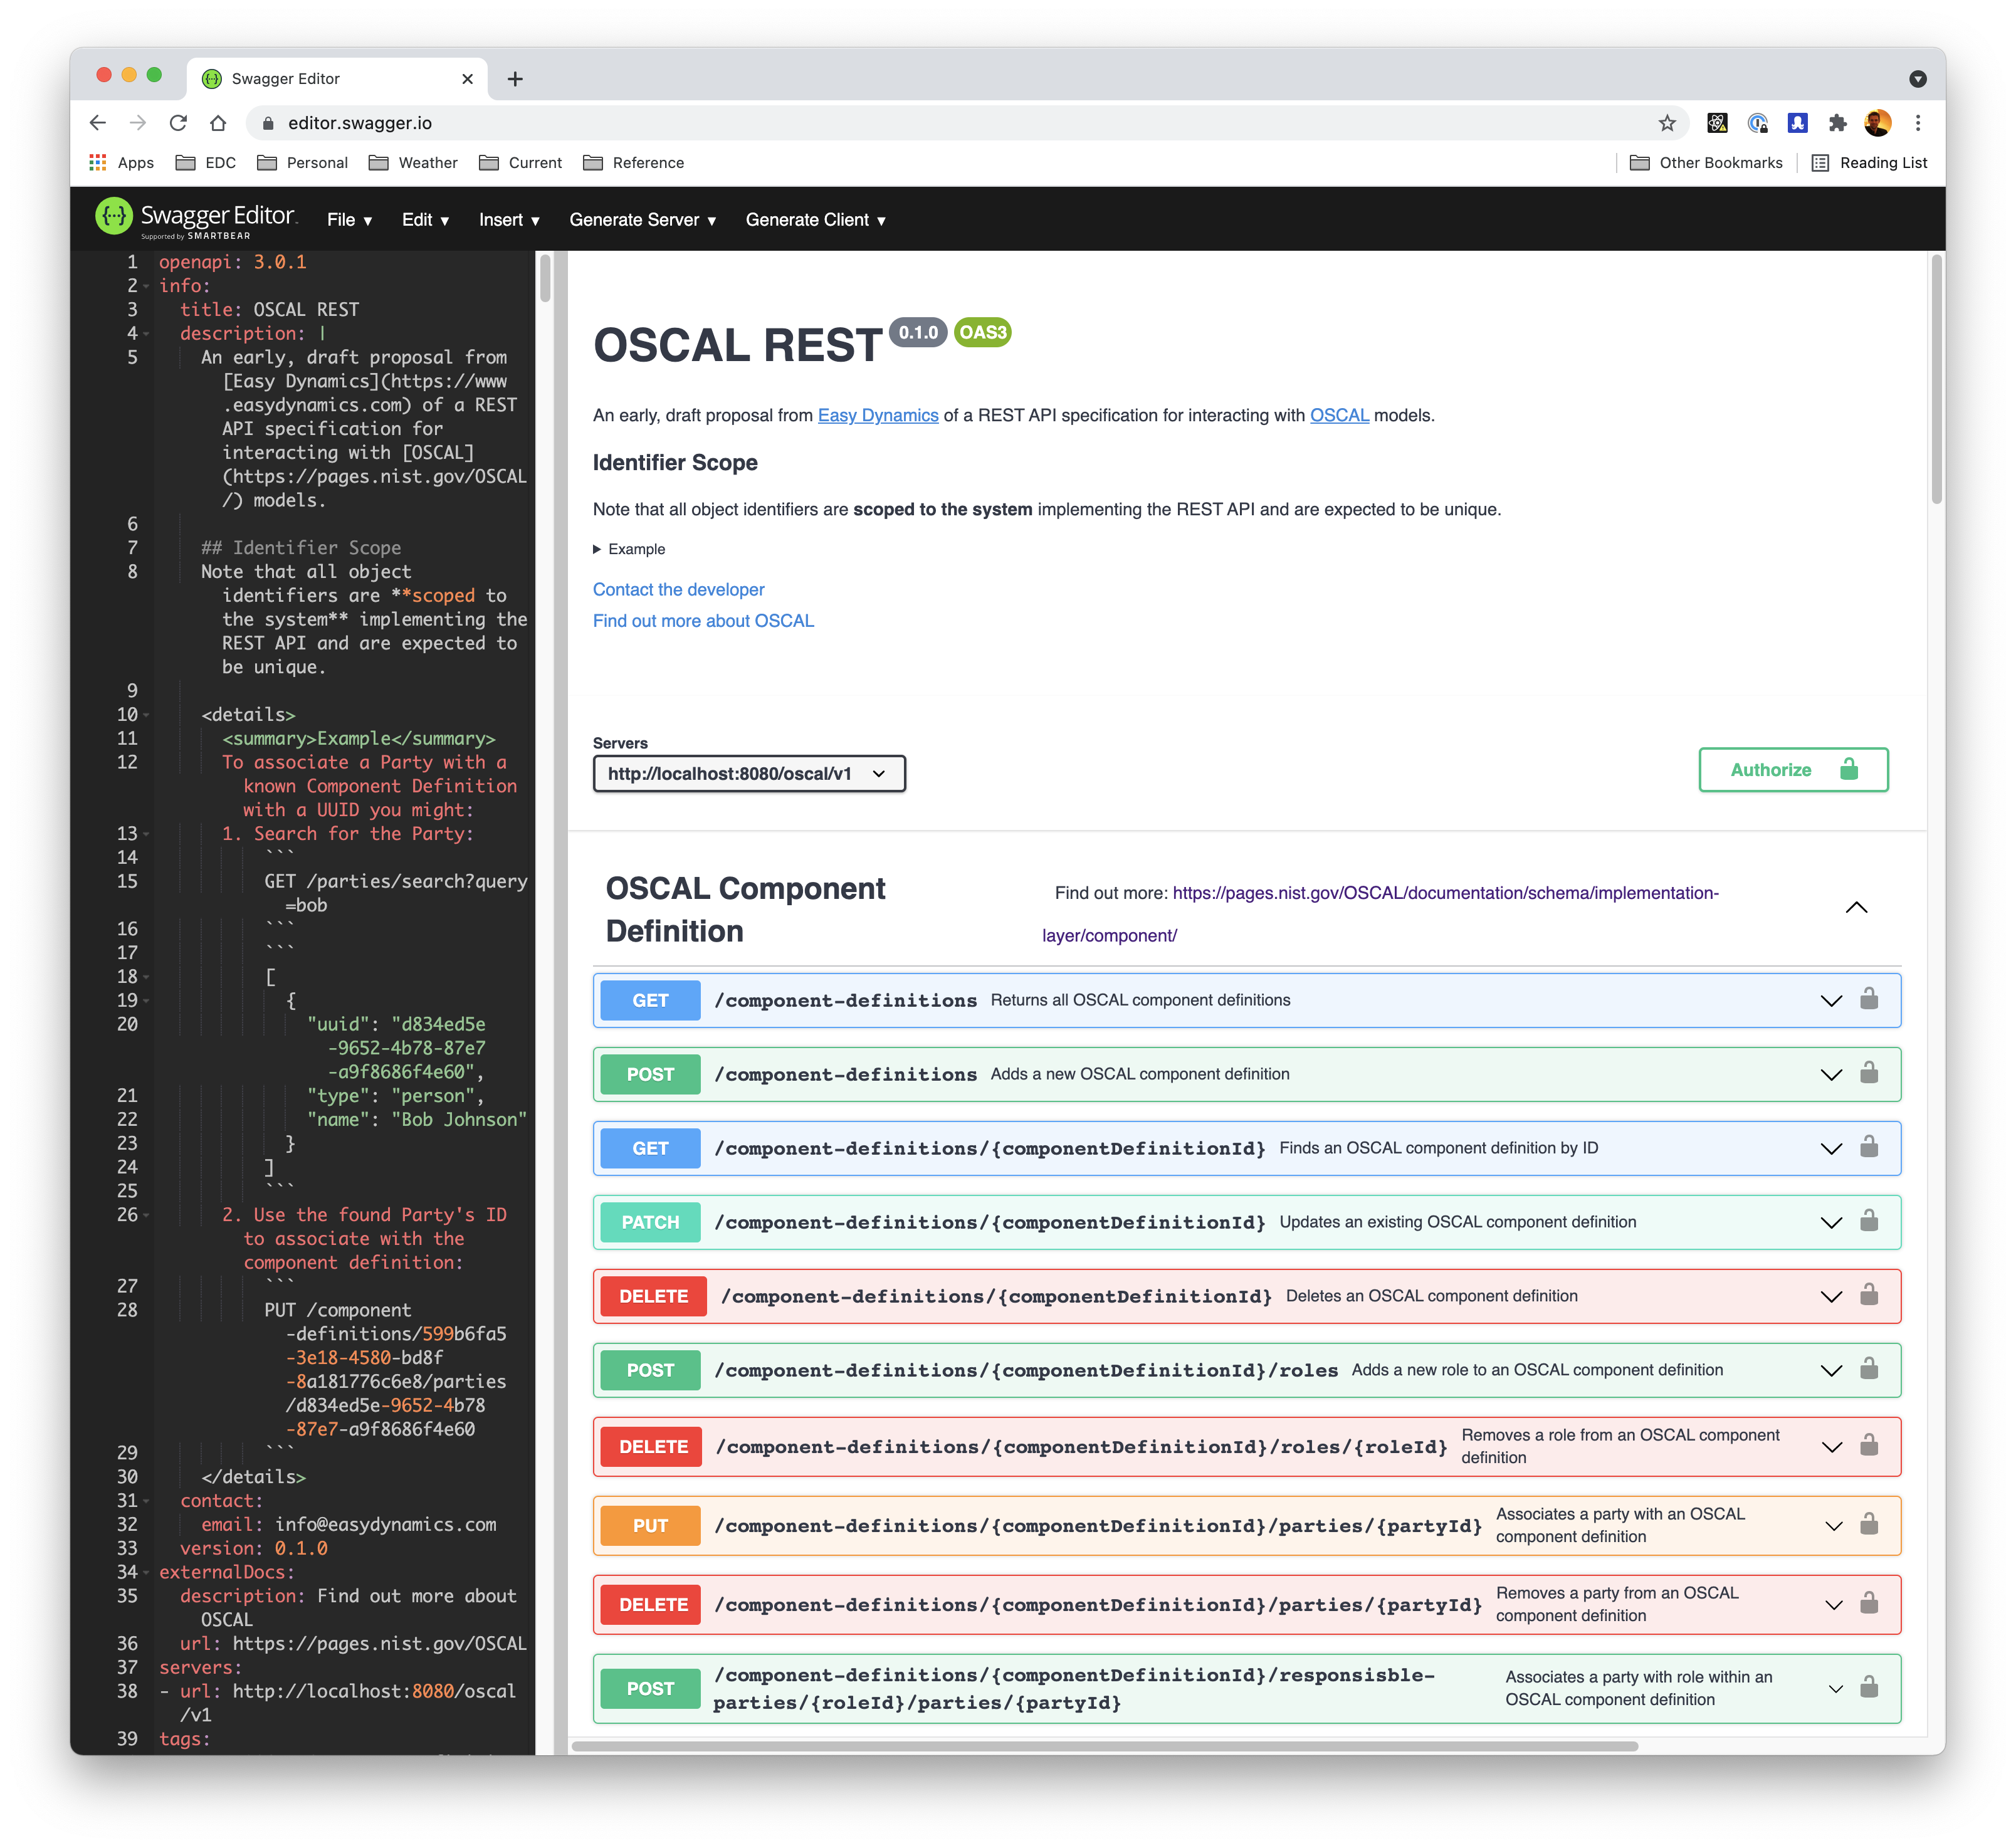 Swagger Editor
editor.swagger.io
Apps EDC Personal Weather Current Reference Other Bookmarks Reading List
Swagger Editor
Supported by SMARTBEAR
File Edit Insert Generate Server Generate Client
1 openapi: 3.0.1
2 info:
3 title: OSCAL REST
4 description: |
5 An early, draft proposal from
[Easy Dynamics](https://www
.easydynamics.com) of a REST
API specification for
interacting with [OSCAL]
(https://pages.nist.gov/OSCAL
/) models.
6
7 ## Identifier Scope
8 Note that all object
identifiers are **scoped to
the system** implementing the
REST API and are expected to
be unique.
9
10 <details>
11 <summary>Example</summary>
12 To associate a Party with a
known Component Definition
with a UUID you might:
13 1. Search for the Party:
14 ```
15 GET /parties/search?query
=bob
16 ```
17 ```
18 [
19 {
20 "uuid": "d834ed5e
-9652-4b78-87e7
-a9f8686f4e60",
21 "type": "person",
22 "name": "Bob Johnson"
23 }
24 ]
25 ```
26 2. Use the found Party's ID
to associate with the
component definition:
27 ```
28 PUT /component
-definitions/599b6fa5
-3e18-4580-bd8f
-8a181776c6e8/parties
/d834ed5e-9652-4b78
-87e7-a9f8686f4e60
29 ```
30 </details>
31 contact:
32 email: info@easydynamics.com
33 version: 0.1.0
34 externalDocs:
35 description: Find out more about
OSCAL
36 url: https://pages.nist.gov/OSCAL
37 servers:
38 - url: http://localhost:8080/oscal
/v1
39 tags:
OSCAL REST 0.1.0 OAS3
An early, draft proposal from Easy Dynamics of a REST API specification for interacting with OSCAL models.
Identifier Scope
Note that all object identifiers are scoped to the system implementing the REST API and are expected to be unique.
Example
Contact the developer
Find out more about OSCAL
Servers
http://localhost:8080/oscal/v1
Authorize
OSCAL Component
Definition
Find out more: https://pages.nist.gov/OSCAL/documentation/schema/implementation-
layer/component/
GET /component-definitions Returns all OSCAL component definitions
POST /component-definitions Adds a new OSCAL component definition
GET /component-definitions/{componentDefinitionId} Finds an OSCAL component definition by ID
PATCH /component-definitions/{componentDefinitionId} Updates an existing OSCAL component definition
DELETE /component-definitions/{componentDefinitionId} Deletes an OSCAL component definition
POST /component-definitions/{componentDefinitionId}/roles Adds a new role to an OSCAL component definition
DELETE /component-definitions/{componentDefinitionId}/roles/{roleId} Removes a role from an OSCAL component
definition
PUT /component-definitions/{componentDefinitionId}/parties/{partyId} Associates a party with an OSCAL
component definition
DELETE /component-definitions/{componentDefinitionId}/parties/{partyId} Removes a party from an OSCAL
component definition
POST /component-definitions/{componentDefinitionId}/responsisble-
parties/{roleId}/parties/{partyId}
Associates a party with role within an
OSCAL component definition